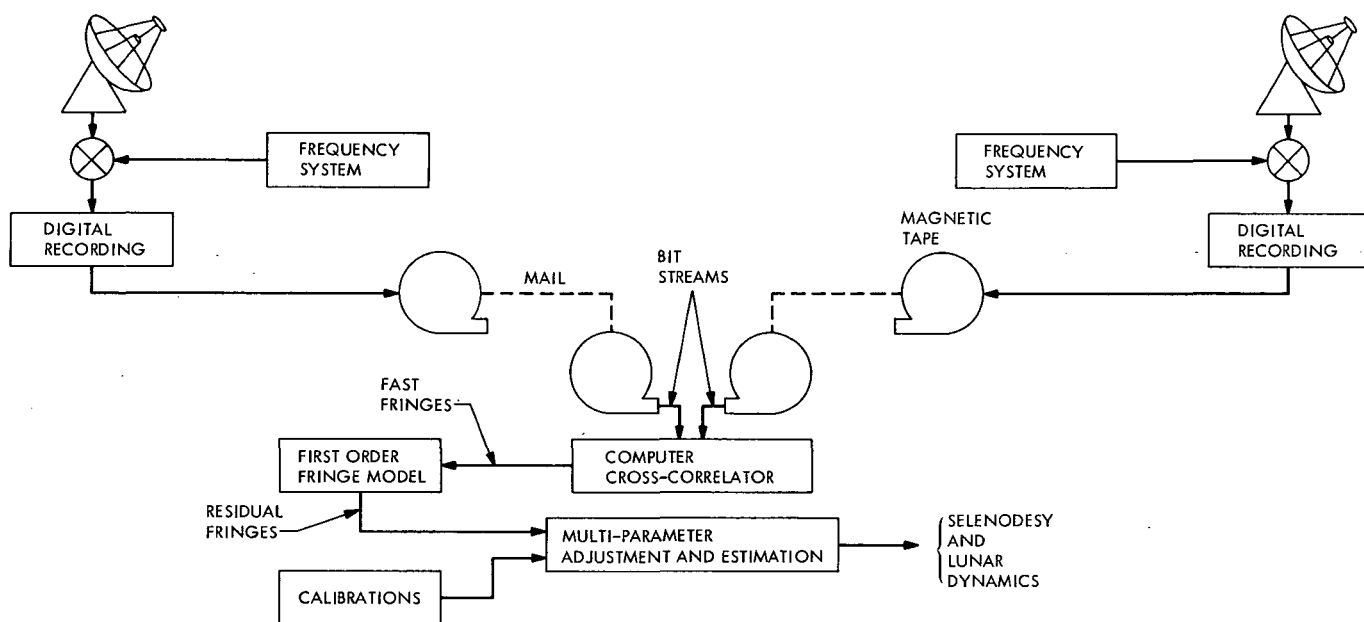 FREQUENCY
SYSTEM
FREQUENCY
SYSTEM
DIGITAL
RECORDING
MAGNETIC
TAPE
DIGITAL
RECORDING
MAIL
BIT
STREAMS
FAST
FRINGES
FIRST ORDER
FRINGE MODEL
COMPUTER
CROSS-CORRELATOR
RESIDUAL
FRINGES
MULTI-PARAMETER
ADJUSTMENT AND ESTIMATION
SELENODESY
AND
LUNAR
DYNAMICS
CALIBRATIONS